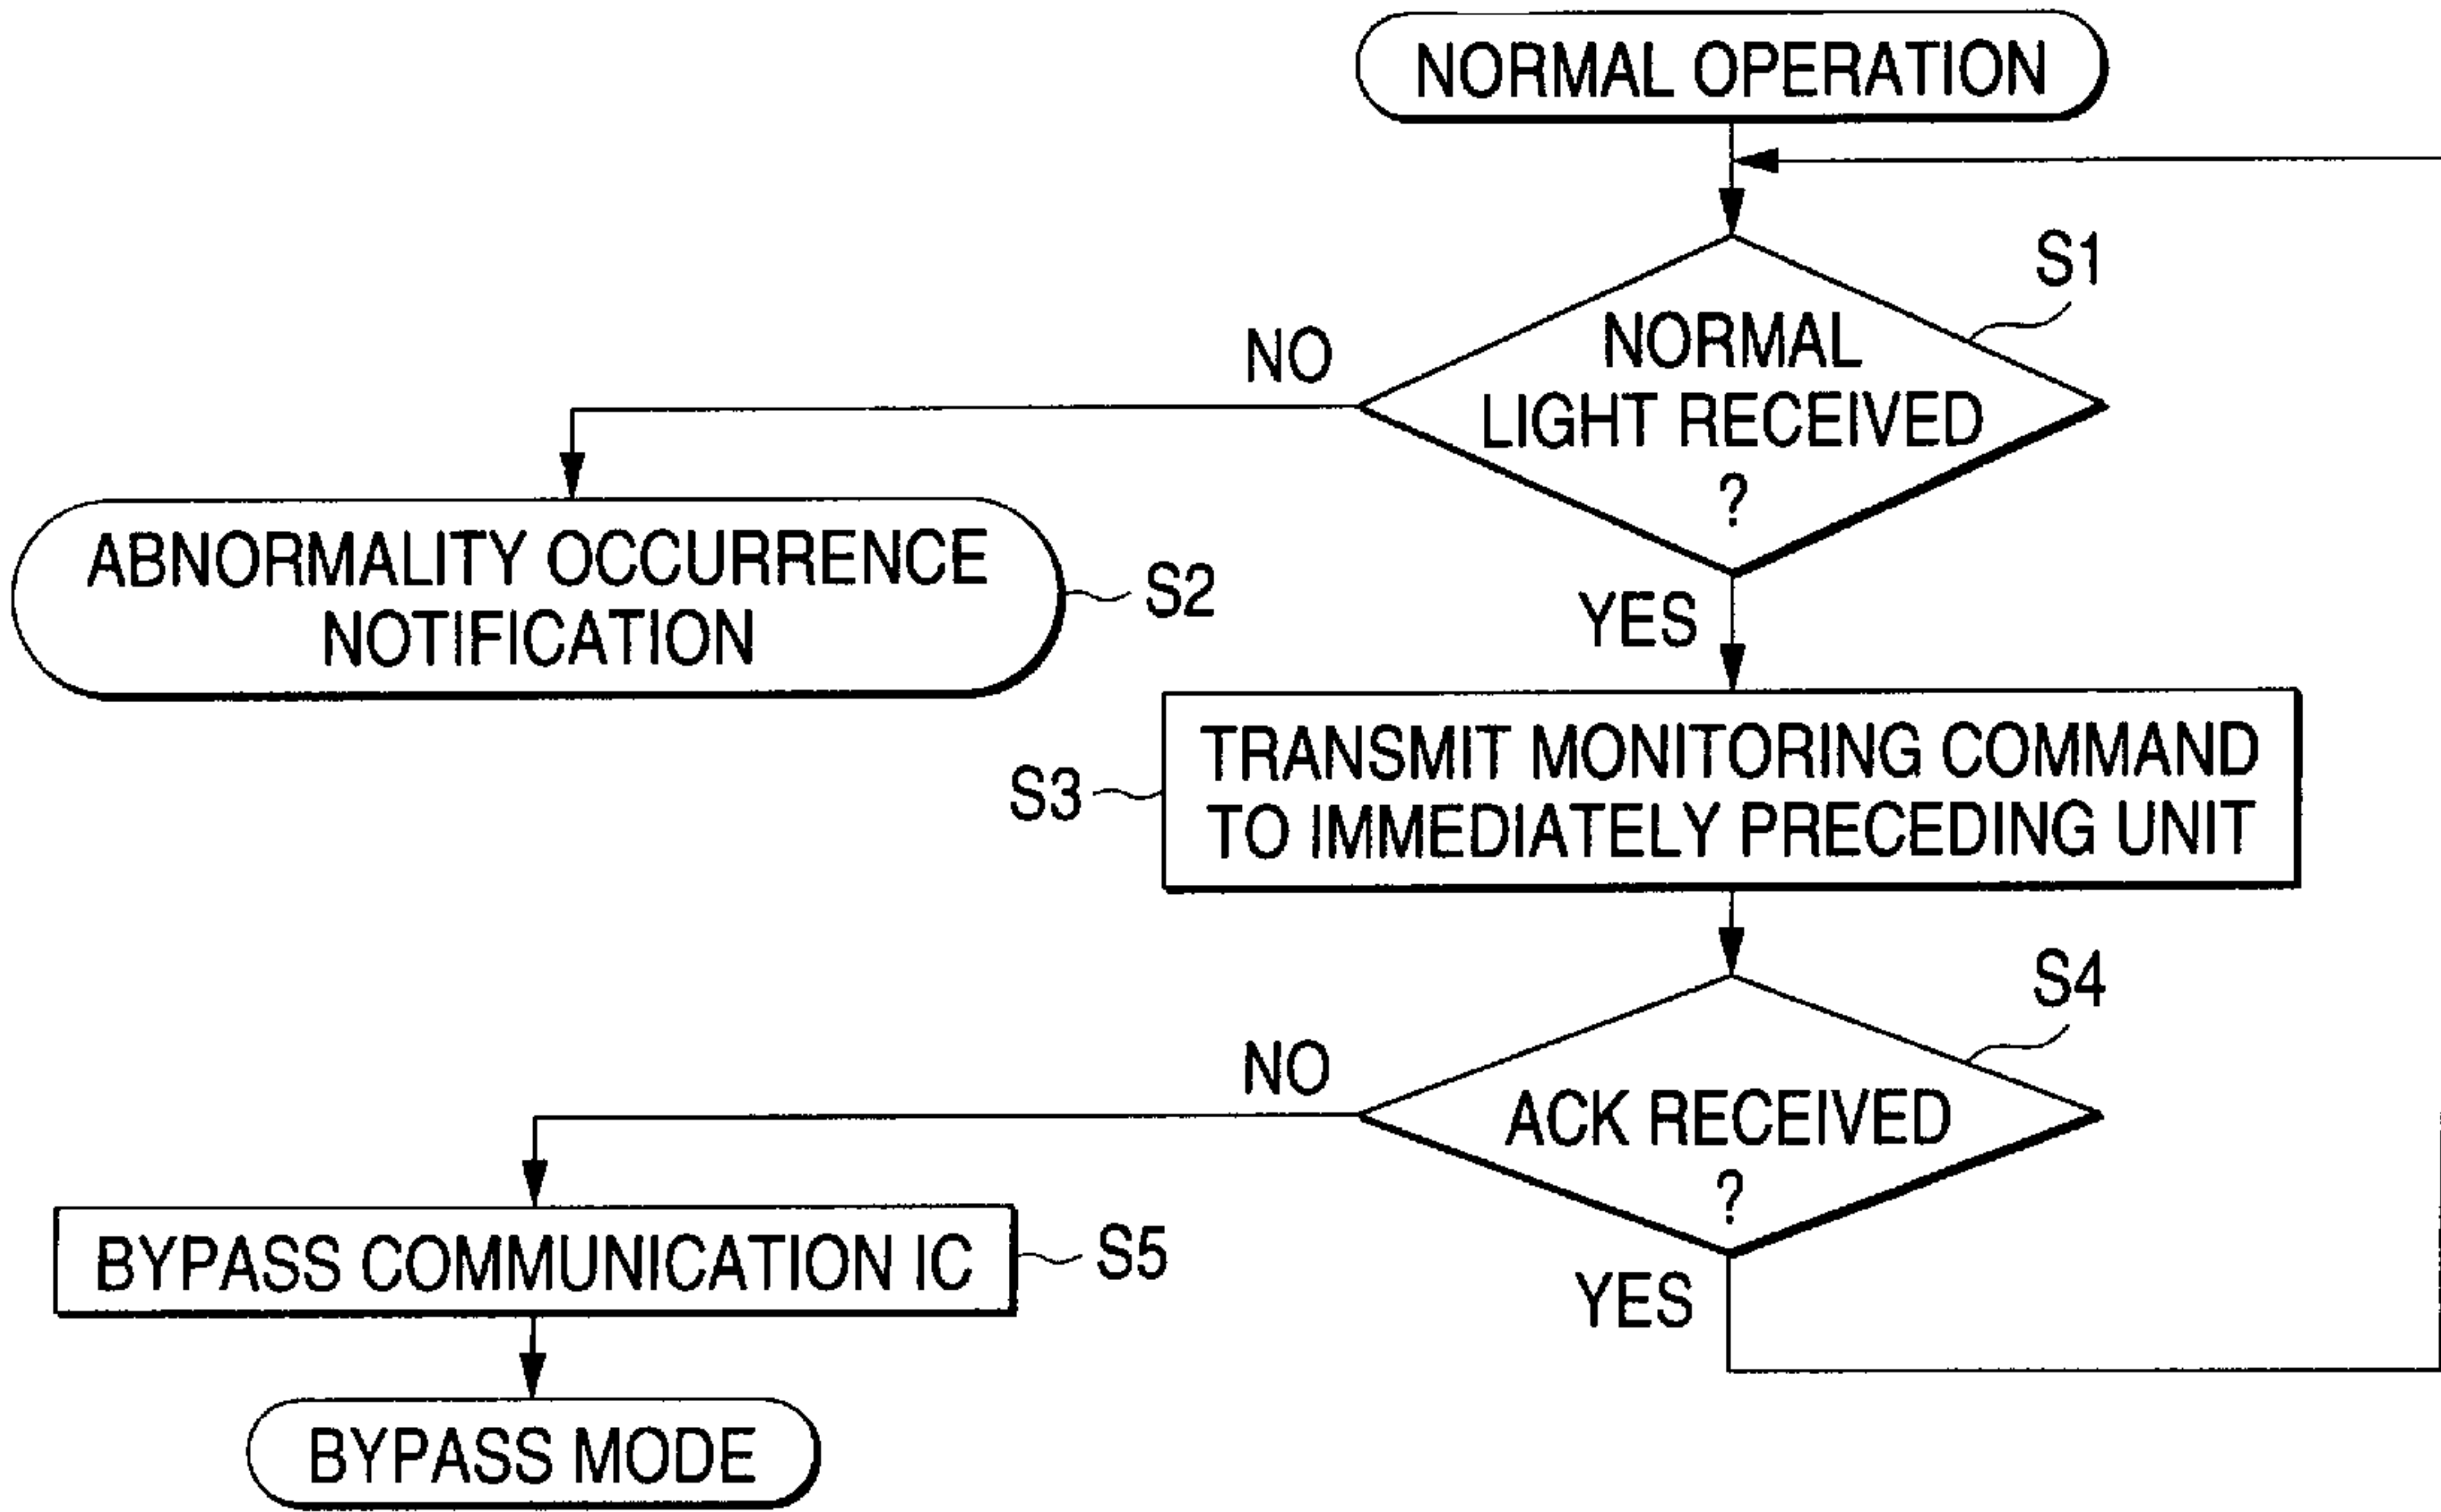 NORMAL OPERATION
S1
NORMAL
LIGHT RECEIVED
?
NO
YES
ABNORMALITY OCCURRENCE
NOTIFICATION
S2
S3
TRANSMIT MONITORING COMMAND
TO IMMEDIATELY PRECEDING UNIT
S4
ACK RECEIVED
?
NO
YES
BYPASS COMMUNICATION IC
S5
BYPASS MODE